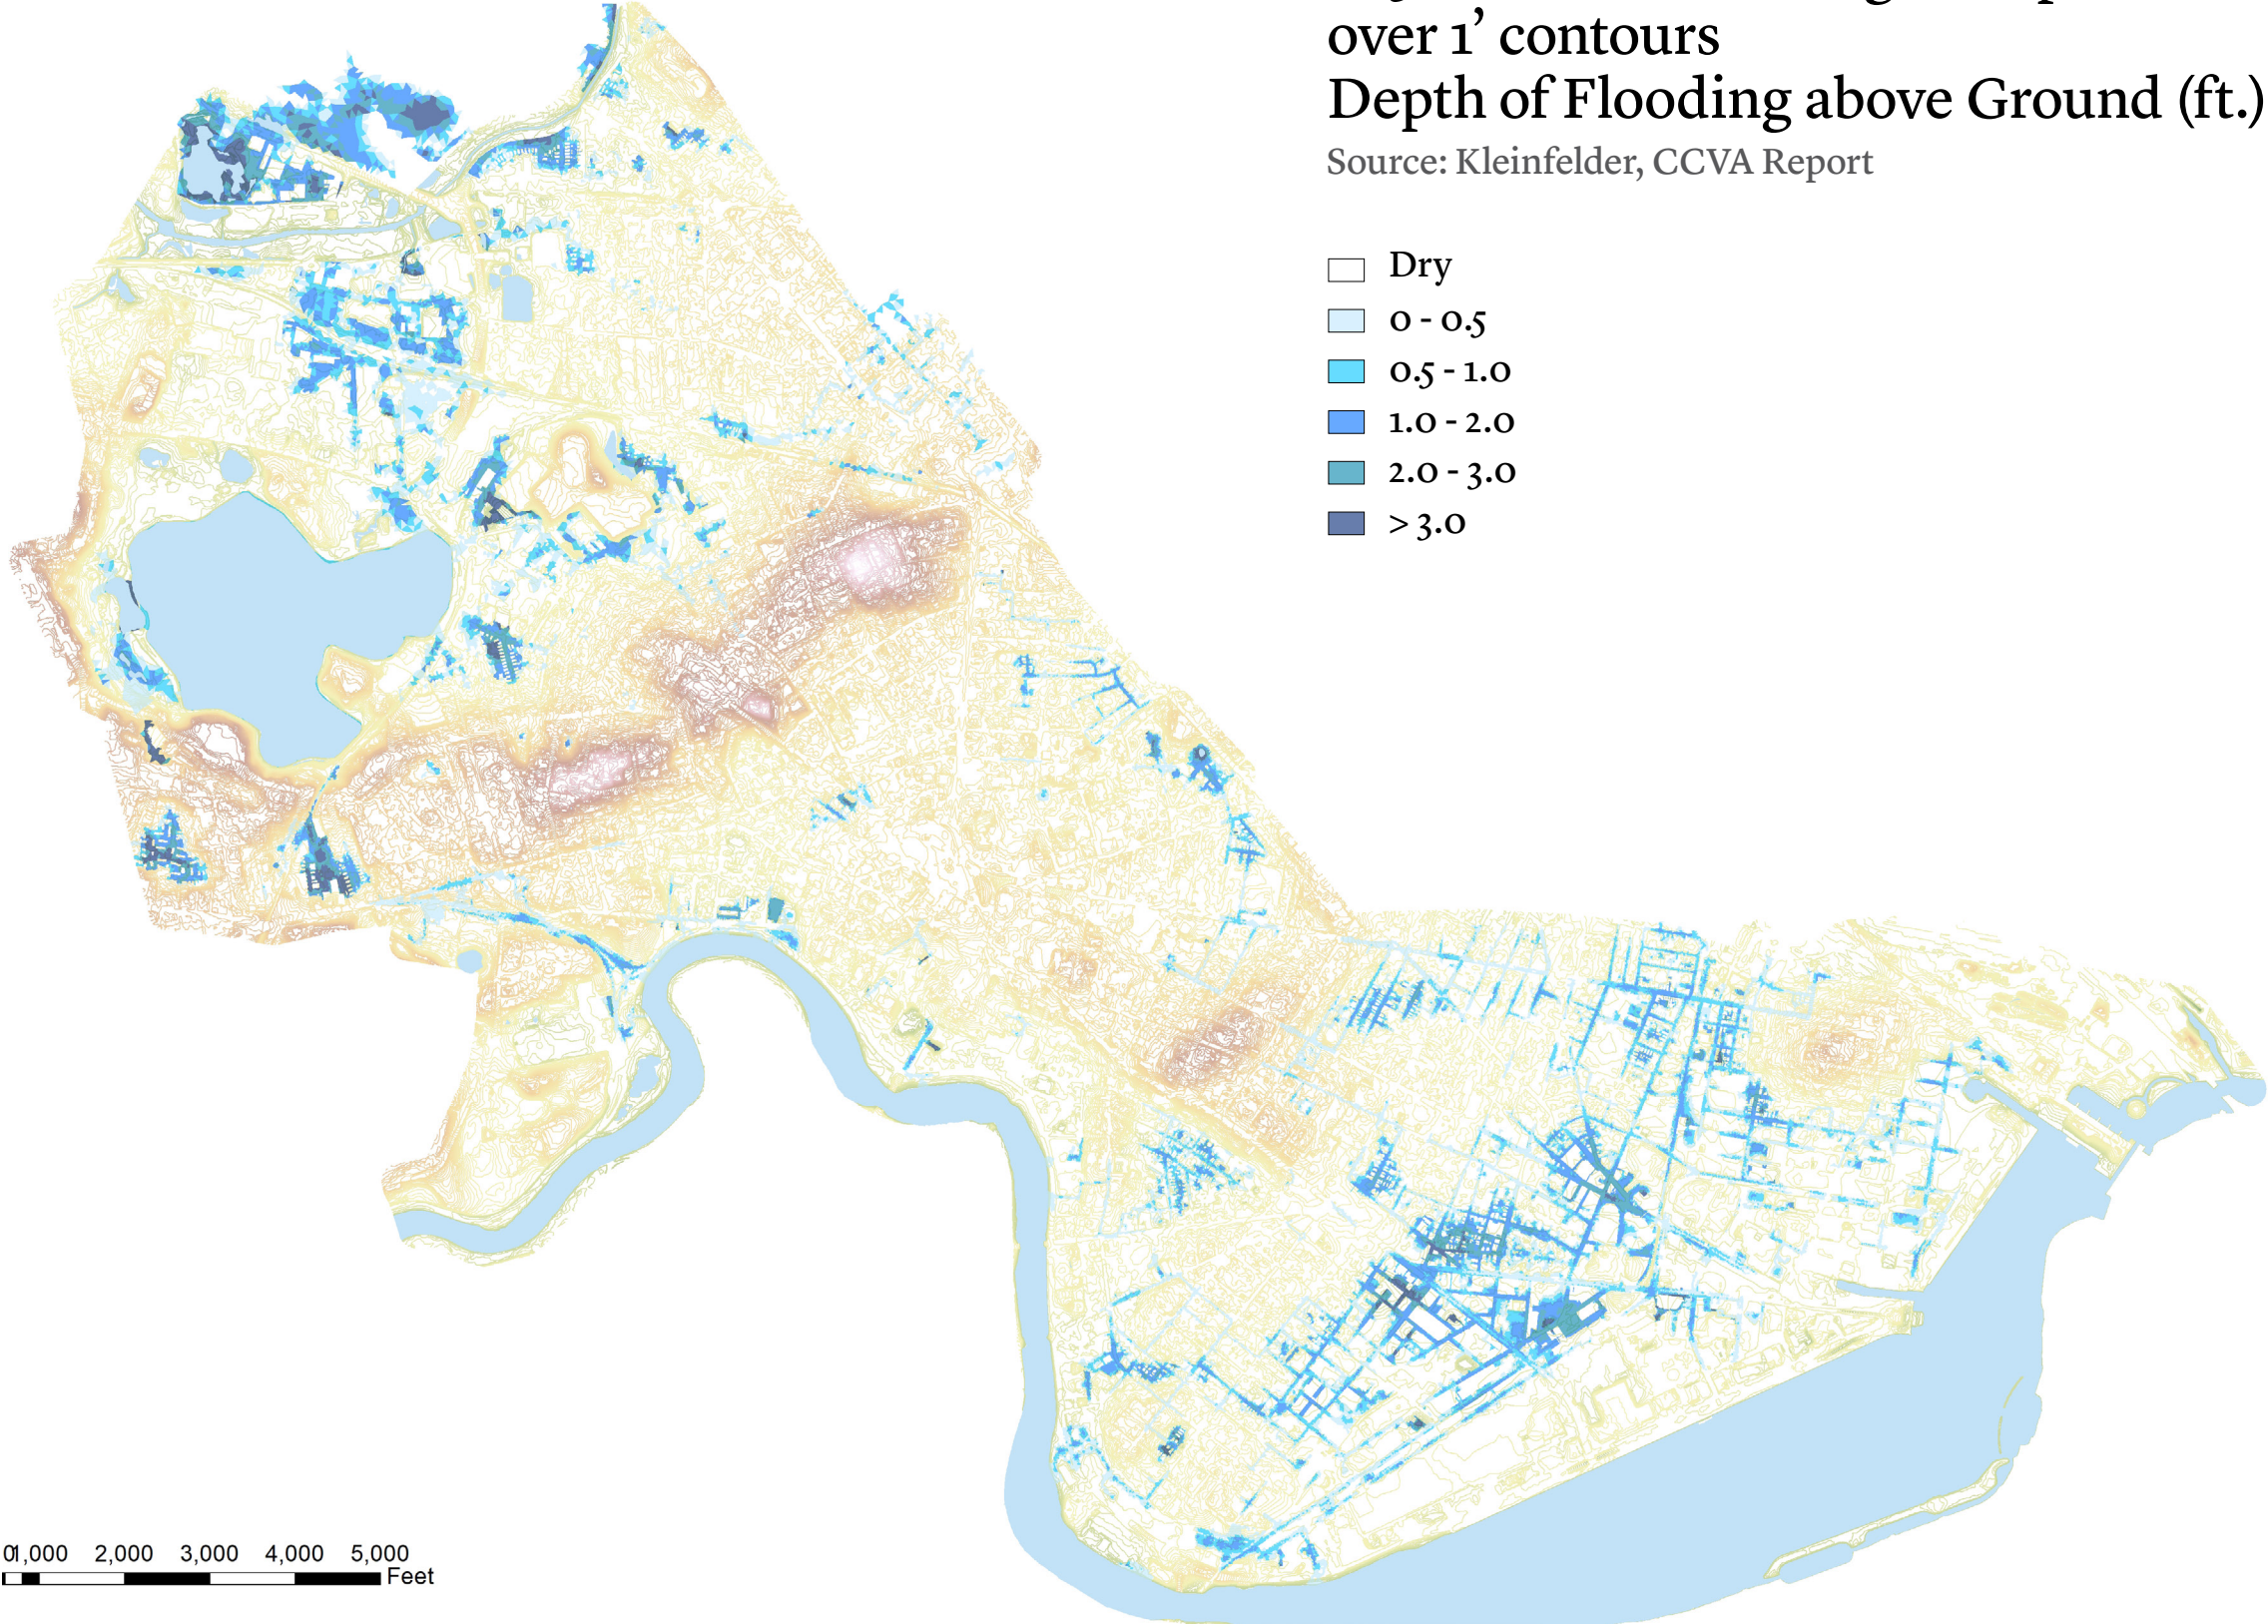 over 1’ contours
Depth of Flooding above Ground (ft.)
Source: Kleinfelder, CCVA Report
Dry
0 - 0.5
0.5 - 1.0
1.0 - 2.0
2.0 - 3.0
> 3.0
0 1,000 2,000 3,000 4,000 5,000
Feet